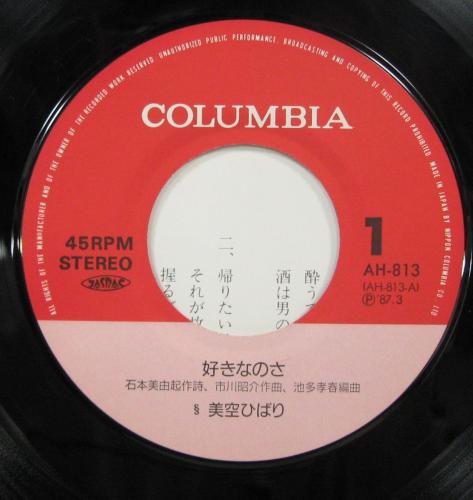 ALL RIGHTS OF THE MANUFACTURER AND OF THE OWNER OF THE RECORDED WORK RESERVED. UNAUTHORIZED PUBLIC PERFORMANCE, BROADCASTING AND COPYING OF THIS RECORD PROHIBITED. MADE IN JAPAN BY NIPPON COLUMBIA CO. LTD.
COLUMBIA
45RPM
STEREO
JASRAC
1
AH-813
(AH-813-A)
Ⓟ'87.3
酔う
酒は男の
二、帰りたい
それが
握る
好きなのさ
石本美由起作詩、市川昭介作曲、池多孝春編曲
§ 美空ひばり